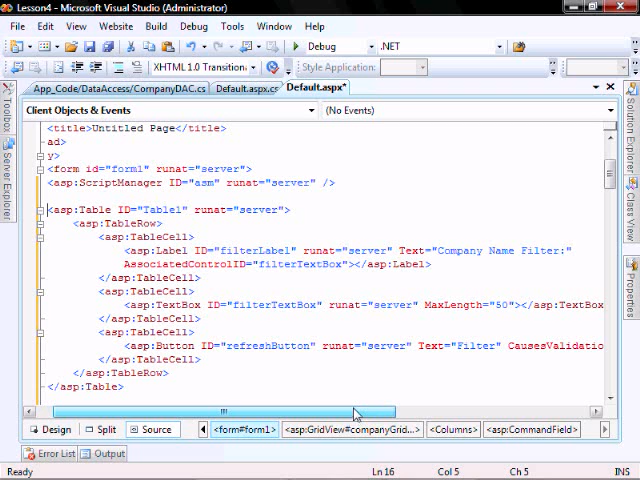 Lesson4 - Microsoft Visual Studio (Administrator)
File Edit View Website Build Debug Tools Test Window Help
Debug .NET
XHTML 1.0 Transition Style Application:
App_Code/DataAccess/CompanyDAC.cs Default.aspx.cs Default.aspx*
Client Objects & Events (No Events)
Toolbox
Server Explorer
<title>Untitled Page</title>
ad>
y>
<form id="form1" runat="server">
<asp:ScriptManager ID="asm" runat="server" />
<asp:Table ID="Table1" runat="server">
<asp:TableRow>
<asp:TableCell>
<asp:Label ID="filterLabel" runat="server" Text="Company Name Filter:"
AssociatedControlID="filterTextBox"></asp:Label>
</asp:TableCell>
<asp:TableCell>
<asp:TextBox ID="filterTextBox" runat="server" MaxLength="50"></asp:TextBox
</asp:TableCell>
<asp:TableCell>
<asp:Button ID="refreshButton" runat="server" Text="Filter" CausesValidatio
</asp:TableCell>
</asp:TableRow>
</asp:Table>
Solution Explorer
Class View
Properties
Design Split Source <form#form1> <asp:GridView#companyGrid...> <Columns> <asp:CommandField>
Error List Output
Ready Ln 16 Col 5 Ch 5 INS